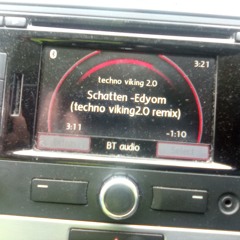 3:21
techno viking 2.0
Schatten -Edyom
(techno viking2.0 remix)
3:11 -1:10
BT audio